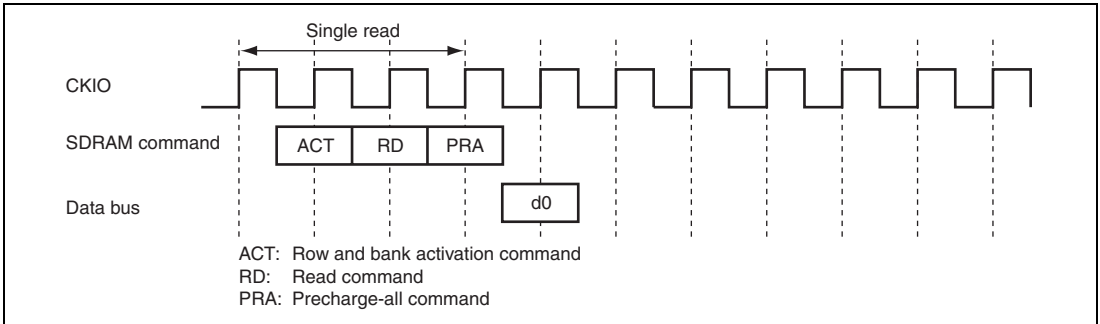 Single read
CKIO
SDRAM command
ACT RD PRA
Data bus
d0
ACT: Row and bank activation command
RD: Read command
PRA: Precharge-all command